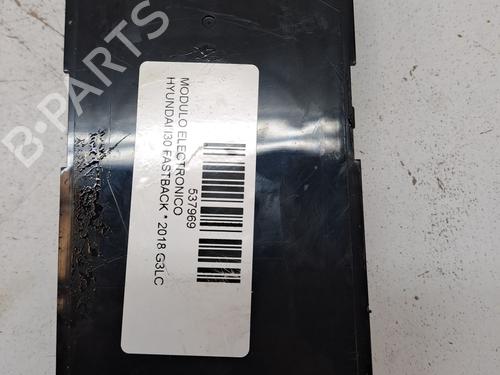 B-PARTS
537969
MODULO ELECTRONICO
HYUNDAI I30 FASTBACK * 2018 G3LC